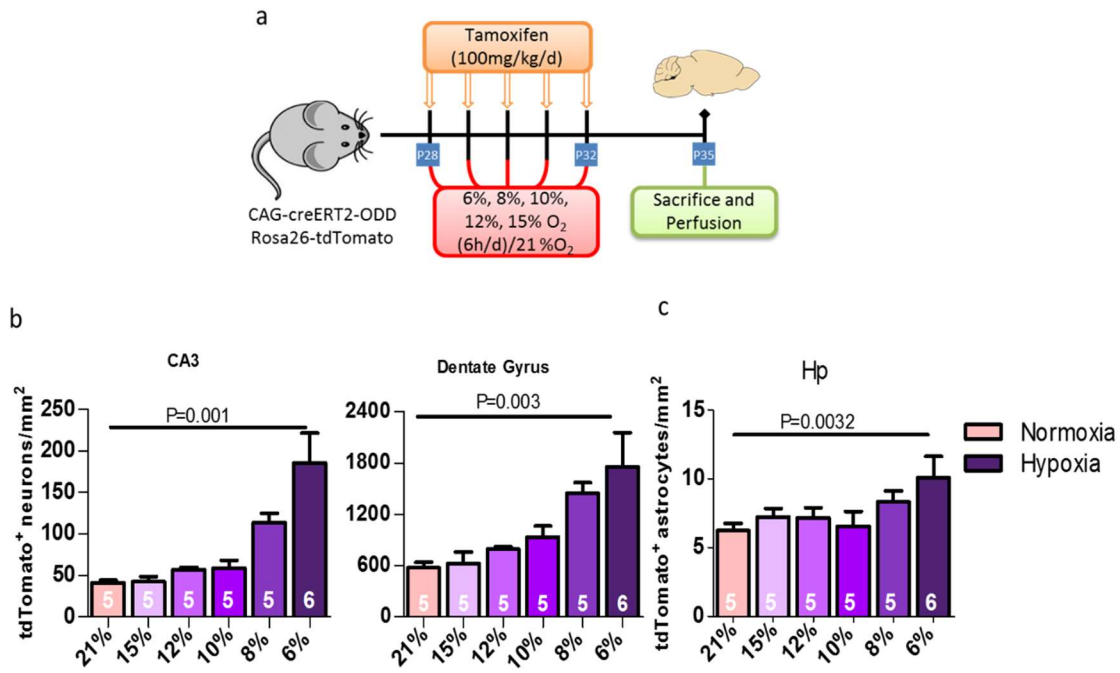 a
Tamoxifen
(100mg/kg/d)
P28
P32
P35
CAG-creERT2-ODD
Rosa26-tdTomato
6%, 8%, 10%,
12%, 15% O₂
(6h/d)/21 %O₂
Sacrifice and
Perfusion
b
CA3
tdTomato⁺ neurons/mm²
250
200
150
100
50
0
P=0.001
5
5
5
5
5
6
21%
15%
12%
10%
8%
6%
Dentate Gyrus
2400
1800
1200
600
0
P=0.003
5
5
5
5
5
6
21%
15%
12%
10%
8%
6%
c
Hp
tdTomato⁺ astrocytes/mm²
15
10
5
0
P=0.0032
5
5
5
5
5
6
21%
15%
12%
10%
8%
6%
Normoxia
Hypoxia